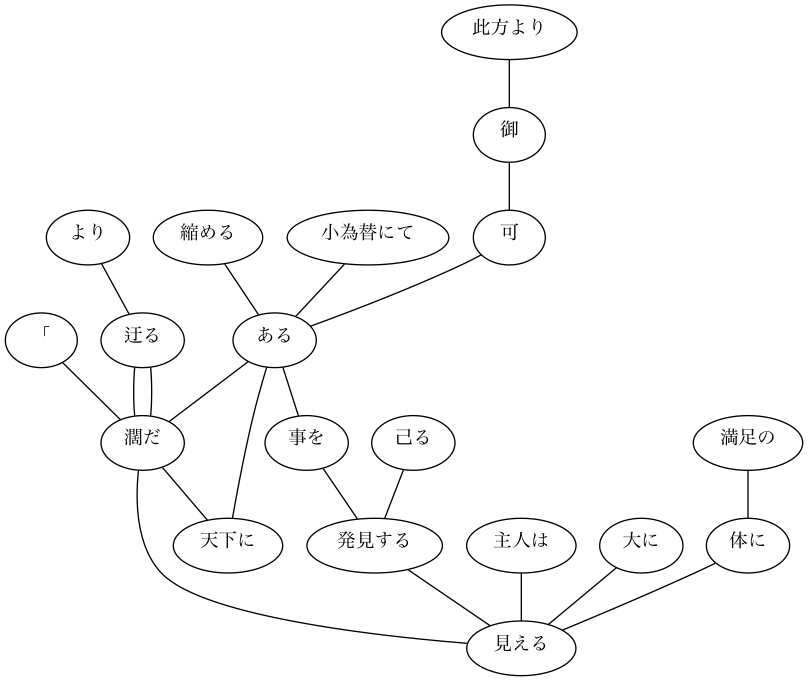 此方より
御
より
縮める
小為替にて
可
「
迂る
ある
濶だ
事を
己る
満足の
天下に
発見する
主人は
大に
体に
見える